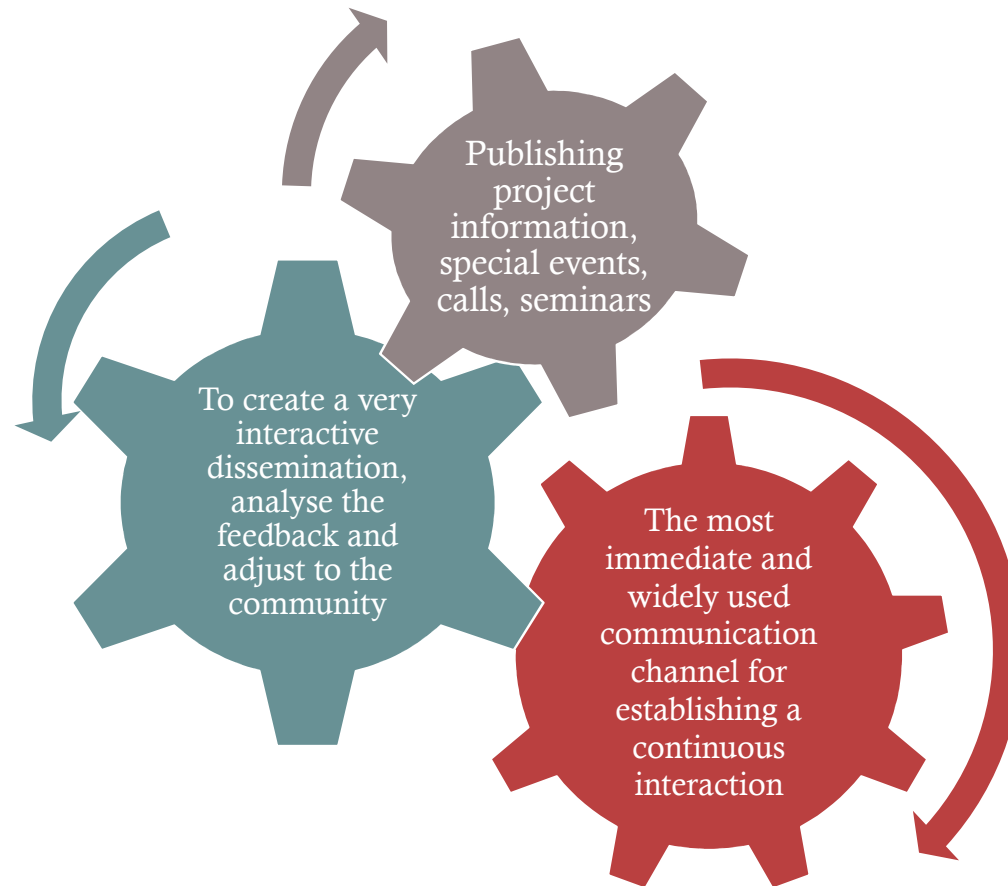 Publishing
project
information,
special events,
calls, seminars
To create a very
interactive
dissemination,
analyse the
feedback and
adjust to the
community
The most
immediate and
widely used
communication
channel for
establishing a
continuous
interaction